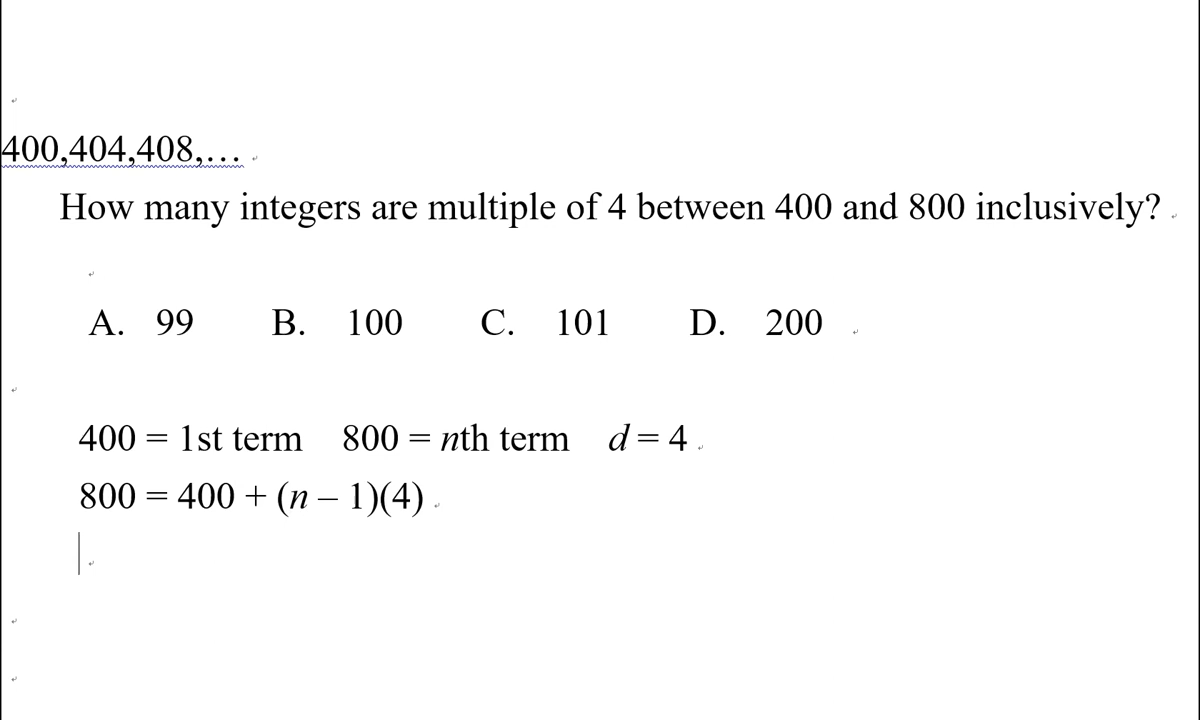 400,404,408,…
How many integers are multiple of 4 between 400 and 800 inclusively?
A. 99 B. 100 C. 101 D. 200
400 = 1st term 800 = nth term d = 4
800 = 400 + (n – 1)(4)